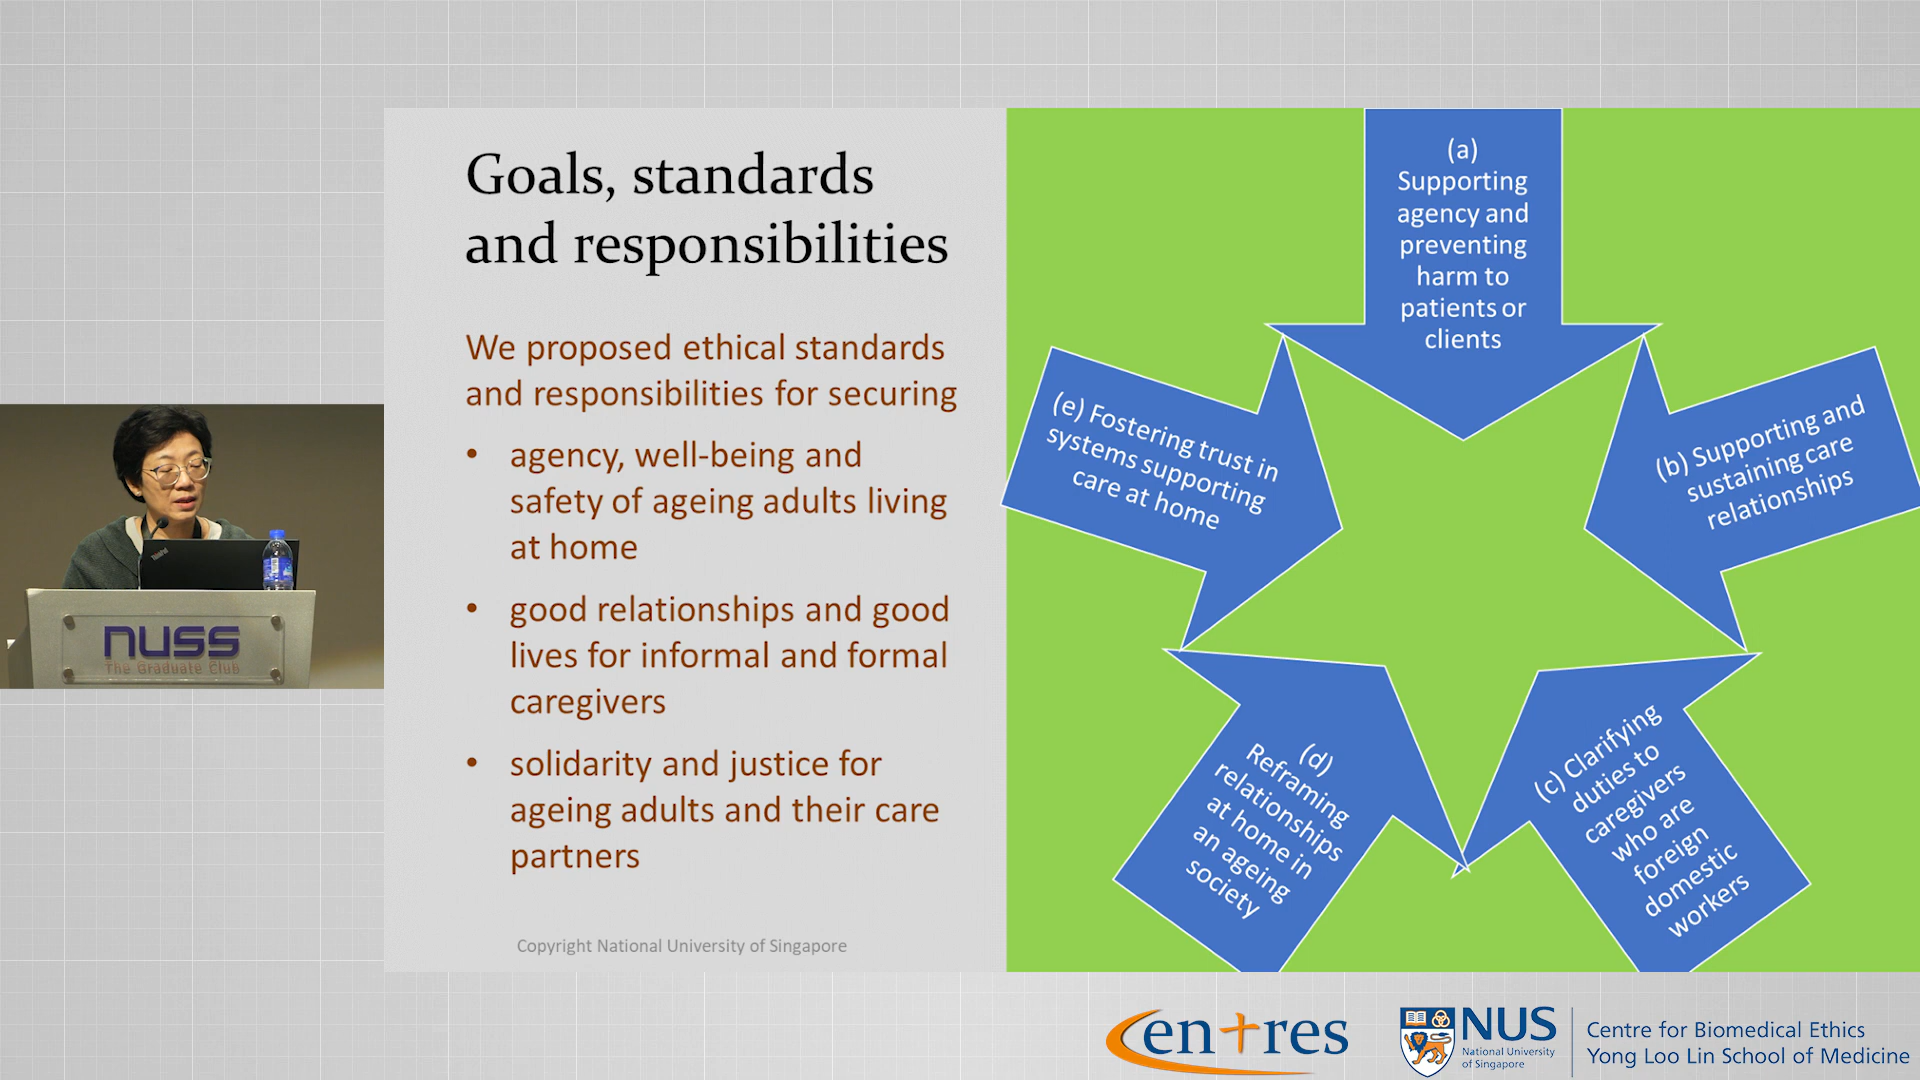 Goals, standards
and responsibilities
We proposed ethical standards
and responsibilities for securing
• agency, well-being and
safety of ageing adults living
at home
• good relationships and good
lives for informal and formal
caregivers
• solidarity and justice for
ageing adults and their care
partners
Copyright National University of Singapore
(a)
Supporting
agency and
preventing
harm to
patients or
clients
(b) Supporting and
sustaining care
relationships
(c) Clarifying
duties to
caregivers
who are
foreign
domestic
workers
(d)
Reframing
relationships
at home in
an ageing
society
(e) Fostering trust in
systems supporting
care at home
ThinkPad
nuss
The Graduate Club
Centres
NUS
National University
of Singapore
Centre for Biomedical Ethics
Yong Loo Lin School of Medicine